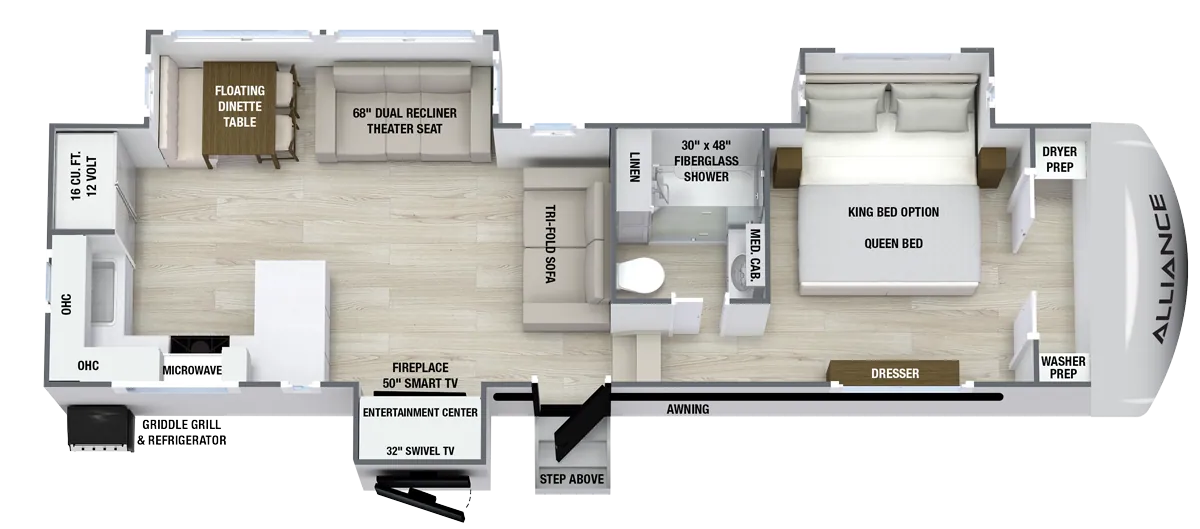 FLOATING
DINETTE
TABLE
68" DUAL RECLINER
THEATER SEAT
16 CU. FT.
12 VOLT
LINEN
30" x 48"
FIBERGLASS
SHOWER
DRYER
PREP
KING BED OPTION
QUEEN BED
TRI-FOLD SOFA
MED. CAB.
ALLIANCE
OHC
OHC
MICROWAVE
FIREPLACE
50" SMART TV
DRESSER
WASHER
PREP
ENTERTAINMENT CENTER
AWNING
GRIDDLE GRILL
& REFRIGERATOR
32" SWIVEL TV
STEP ABOVE